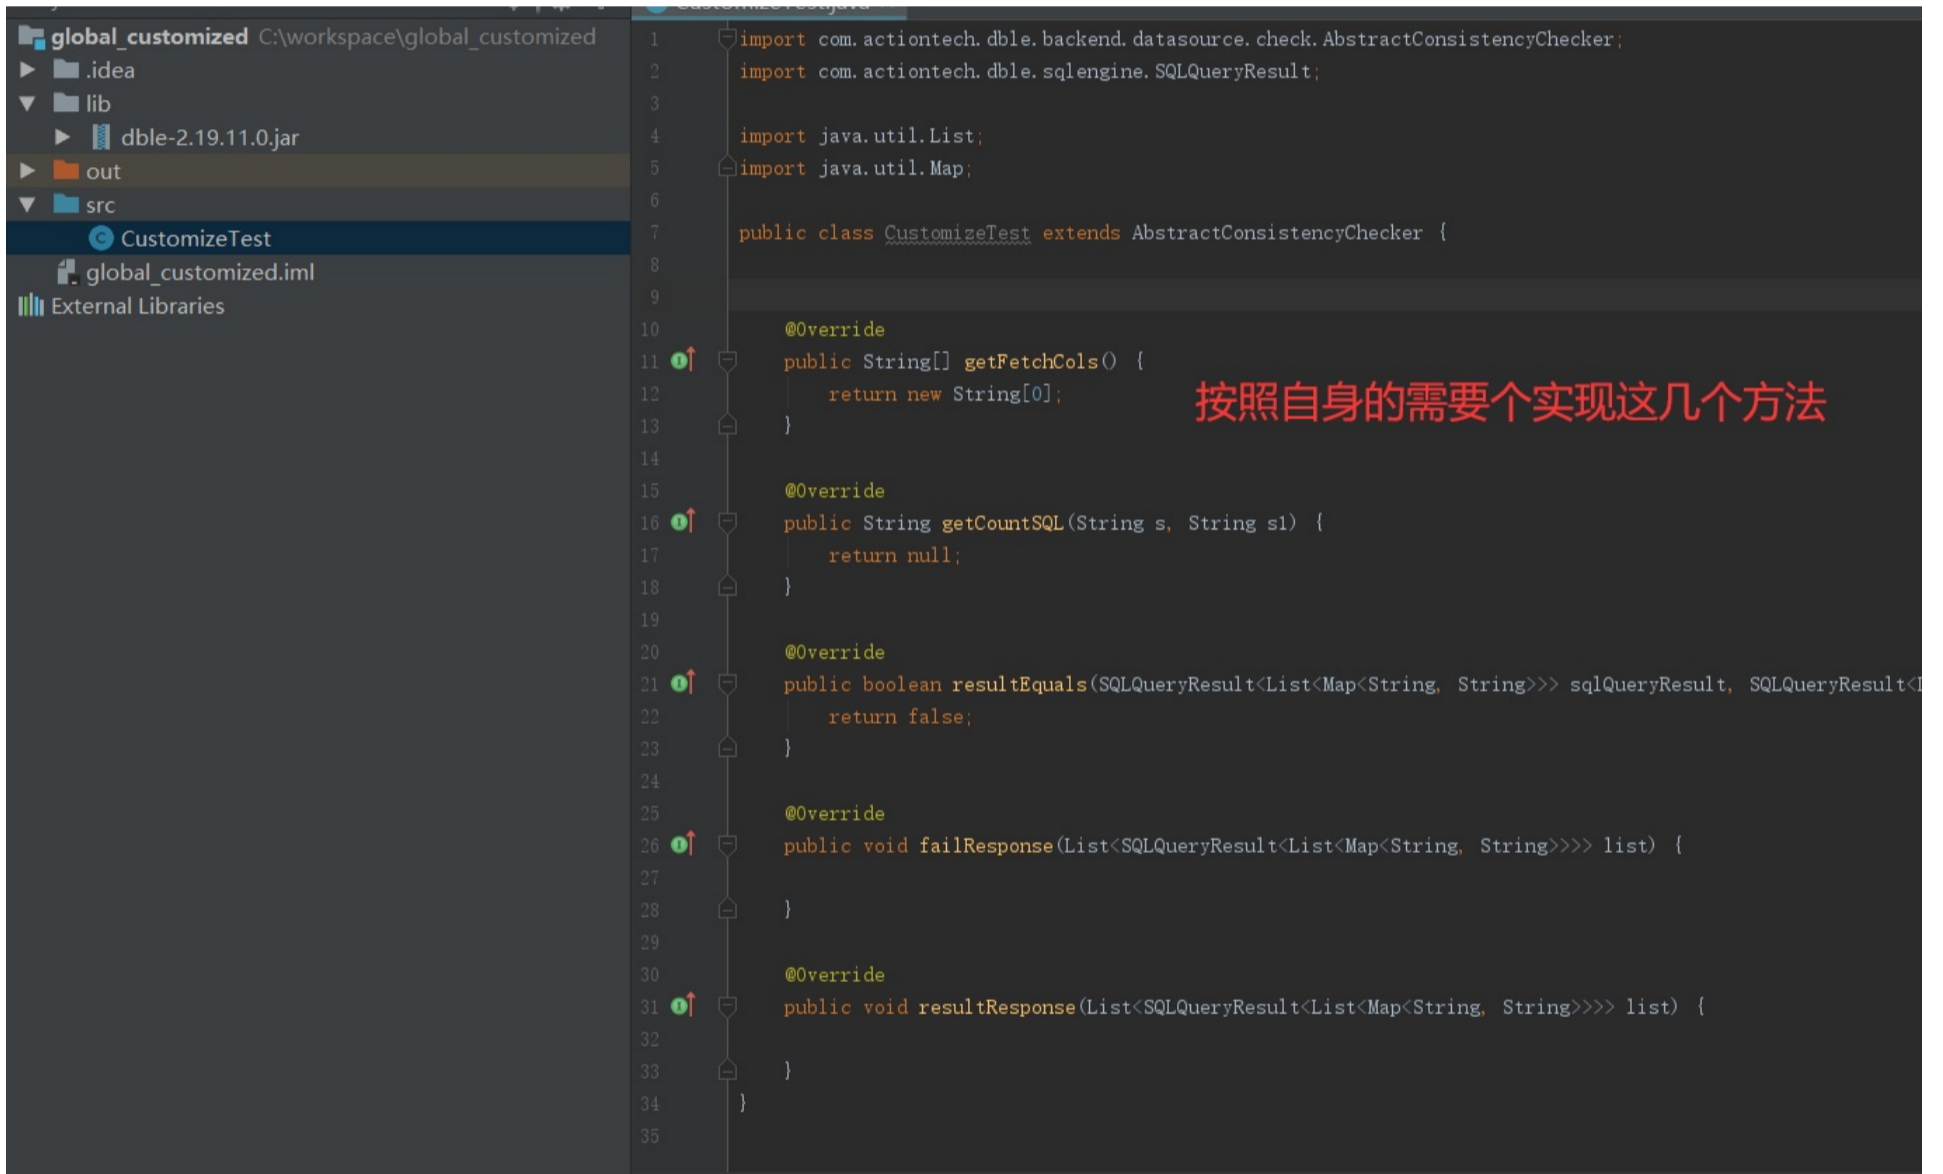 global_customized C:\workspace\global_customized
.idea
lib
dble-2.19.11.0.jar
out
src
CustomizeTest
global_customized.iml
External Libraries
1 import com.actiontech.dble.backend.datasource.check.AbstractConsistencyChecker;
2 import com.actiontech.dble.sqlengine.SQLQueryResult;
3
4 import java.util.List;
5 import java.util.Map;
6
7 public class CustomizeTest extends AbstractConsistencyChecker {
8
9
10 @Override
11 public String[] getFetchCols() {
12 return new String[0];
按照自身的需要个实现这几个方法
13 }
14
15 @Override
16 public String getCountSQL(String s, String s1) {
17 return null;
18 }
19
20 @Override
21 public boolean resultEquals(SQLQueryResult<List<Map<String, String>>> sqlQueryResult, SQLQueryResult<
22 return false;
23 }
24
25 @Override
26 public void failResponse(List<SQLQueryResult<List<Map<String, String>>>> list) {
27
28 }
29
30 @Override
31 public void resultResponse(List<SQLQueryResult<List<Map<String, String>>>> list) {
32
33 }
34 }
35